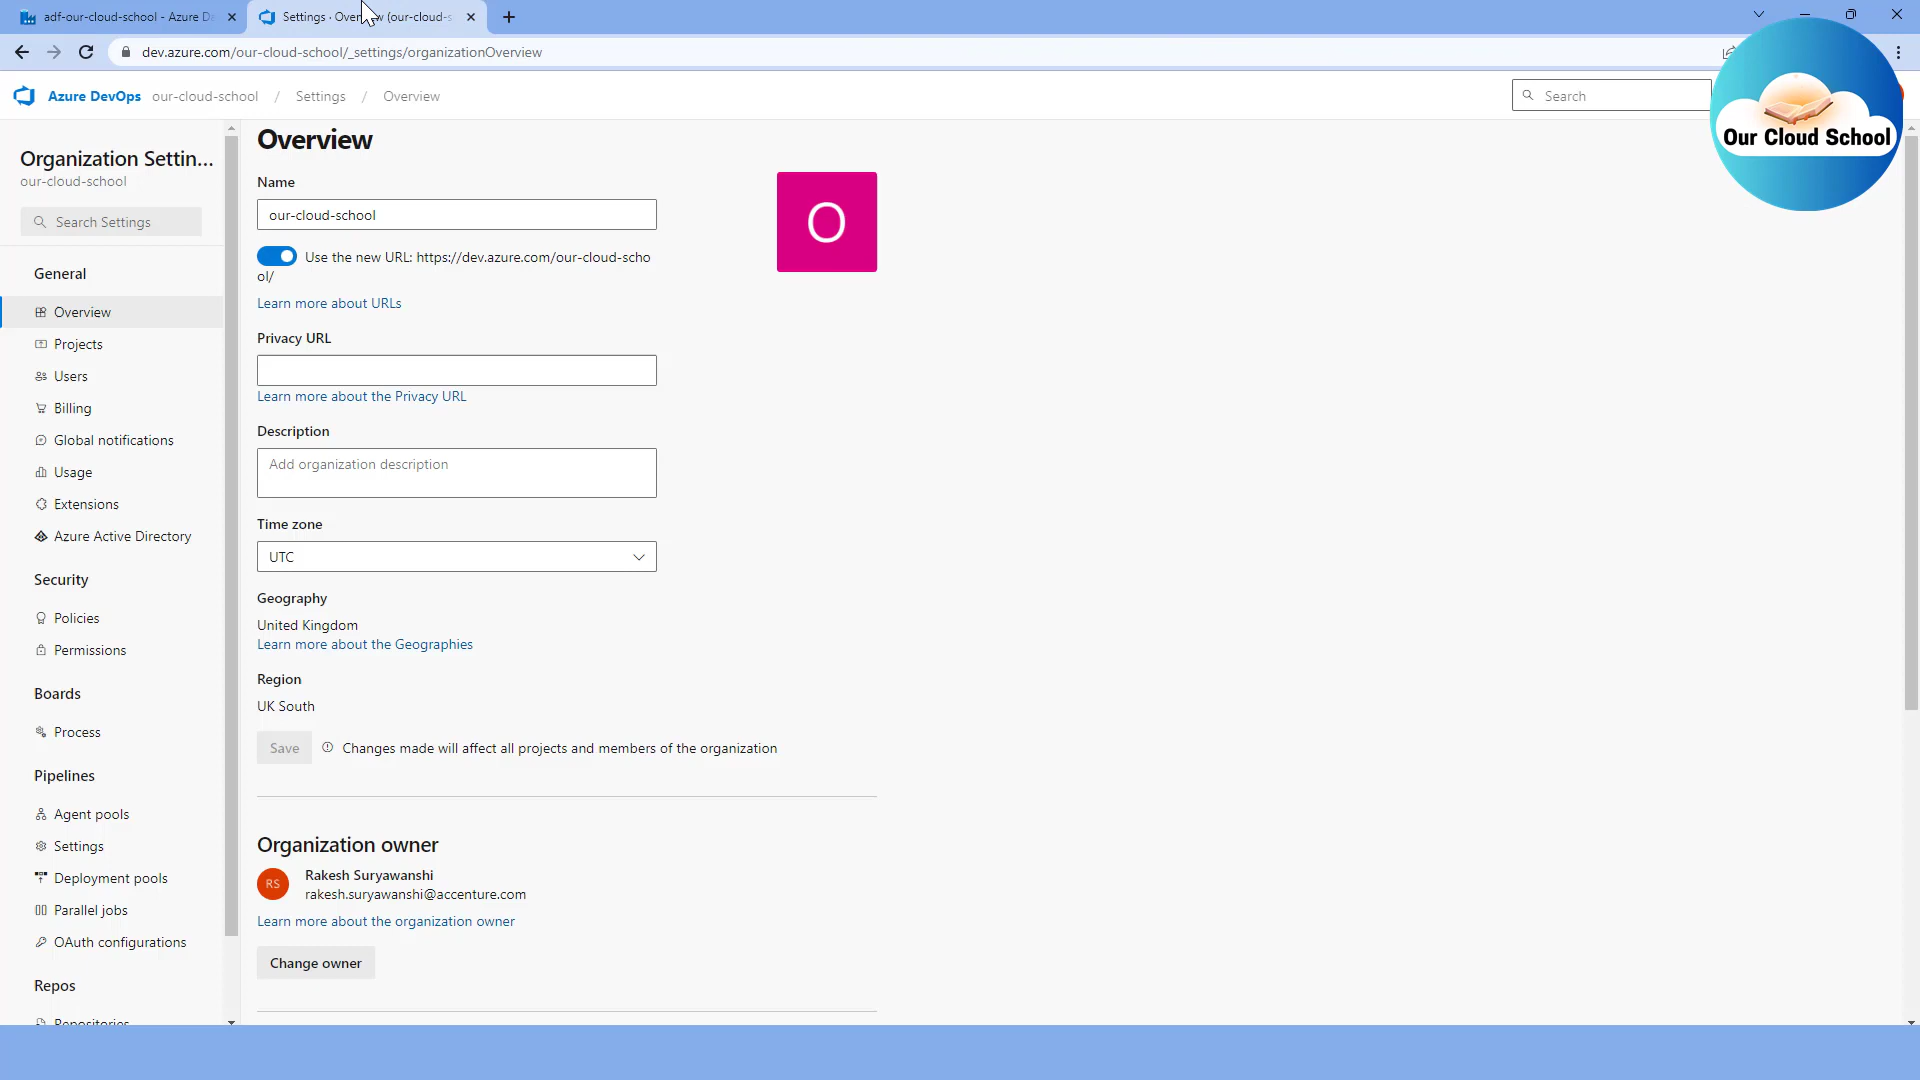 adf-our-cloud-school - Azure Da
Settings · Overview (our-cloud-s
dev.azure.com/our-cloud-school/_settings/organizationOverview
Azure DevOps our-cloud-school / Settings / Overview
Search
Our Cloud School
Organization Settin...
our-cloud-school
Search Settings
General
Overview
Projects
Users
Billing
Global notifications
Usage
Extensions
Azure Active Directory
Security
Policies
Permissions
Boards
Process
Pipelines
Agent pools
Settings
Deployment pools
Parallel jobs
OAuth configurations
Repos
Repositories
Overview
Name
our-cloud-school
O
Use the new URL: https://dev.azure.com/our-cloud-scho
ol/
Learn more about URLs
Privacy URL
Learn more about the Privacy URL
Description
Add organization description
Time zone
UTC
Geography
United Kingdom
Learn more about the Geographies
Region
UK South
Save Changes made will affect all projects and members of the organization
Organization owner
RS
Rakesh Suryawanshi
rakesh.suryawanshi@accenture.com
Learn more about the organization owner
Change owner